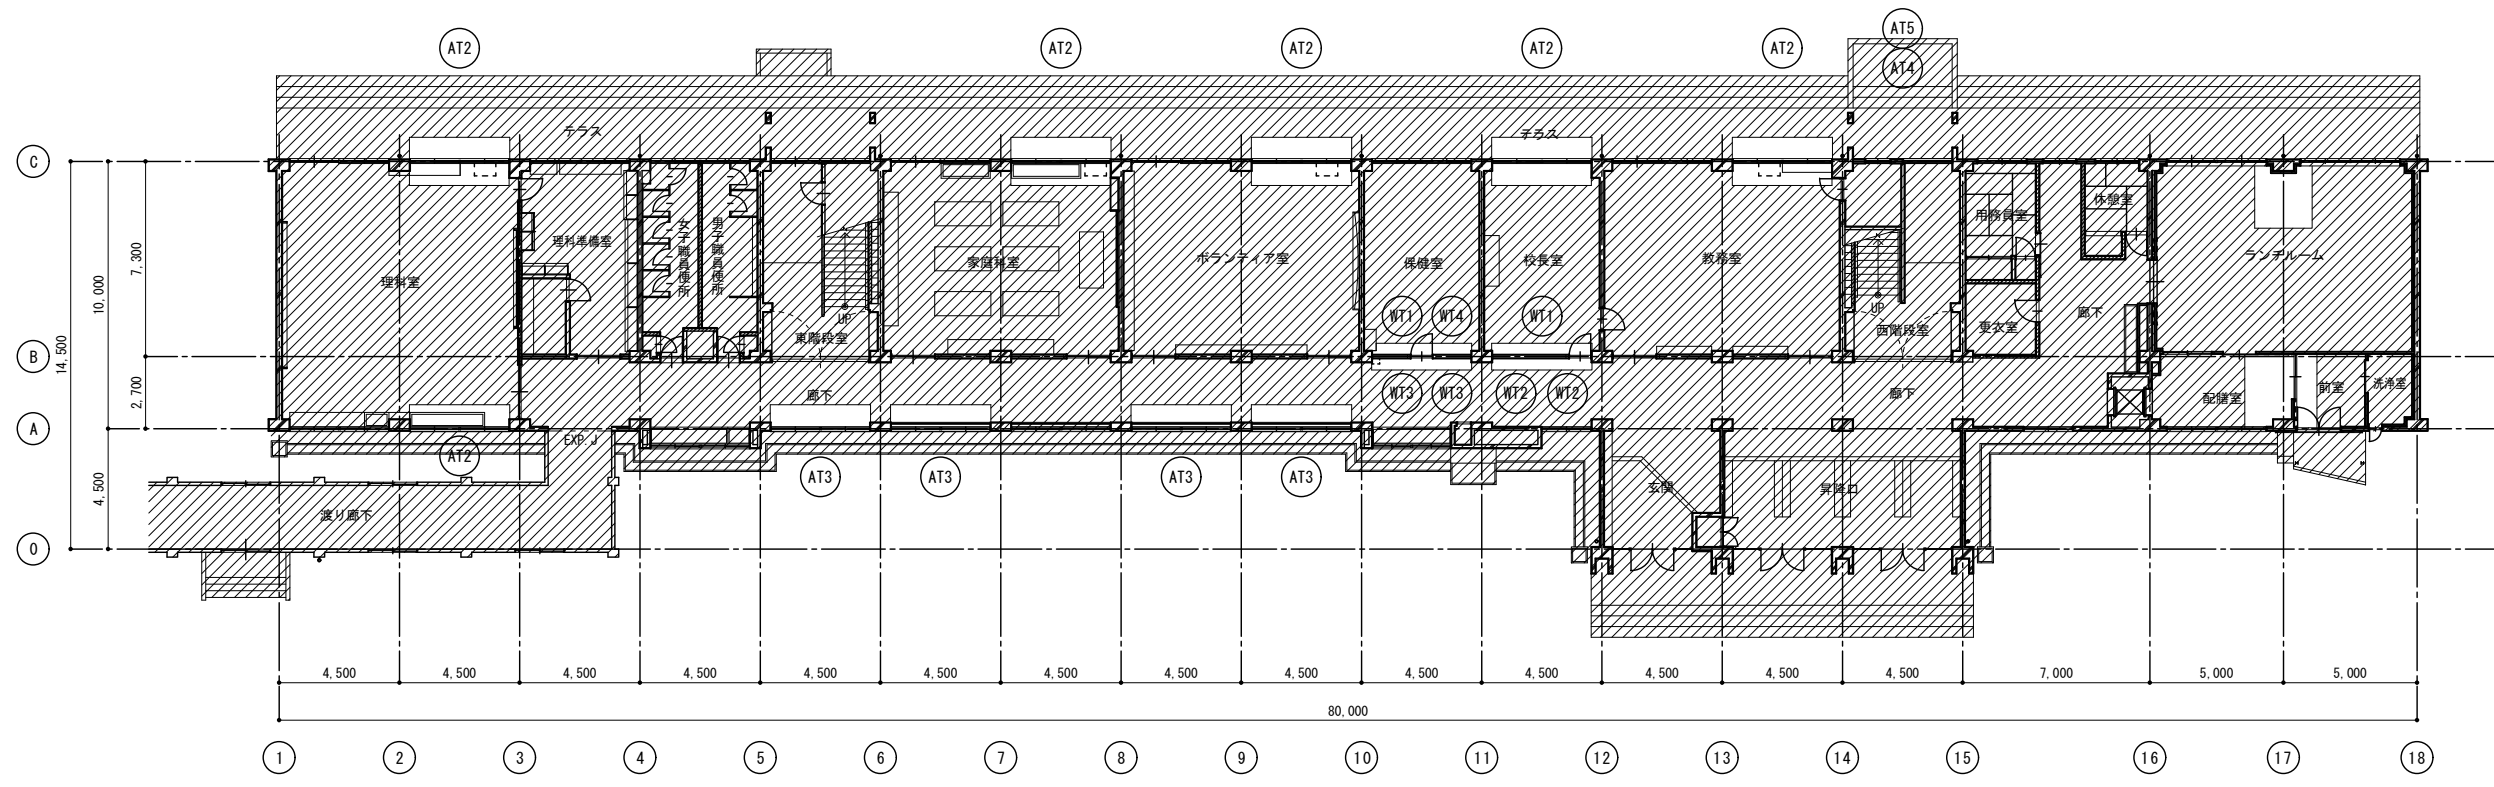 AT2
AT2
AT2
AT2
AT2
AT5
AT4
テラス
テラス
C
B
A
0
14,500
10,000
7,300
2,700
4,500
理科室
理科準備室
女子職員便所
男子職員便所
UP
東階段室
家庭科室
ボランティア室
保健室
校長室
教務室
UP
西階段室
用務員室
休憩室
更衣室
廊下
ランチルーム
WT1
WT4
WT1
WT3
WT3
WT2
WT2
廊下
廊下
配膳室
前室
洗浄室
EXP.J
AT2
AT3
AT3
AT3
AT3
渡り廊下
玄関
昇降口
4,500
4,500
4,500
4,500
4,500
4,500
4,500
4,500
4,500
4,500
4,500
4,500
4,500
4,500
7,000
5,000
5,000
80,000
1
2
3
4
5
6
7
8
9
10
11
12
13
14
15
16
17
18